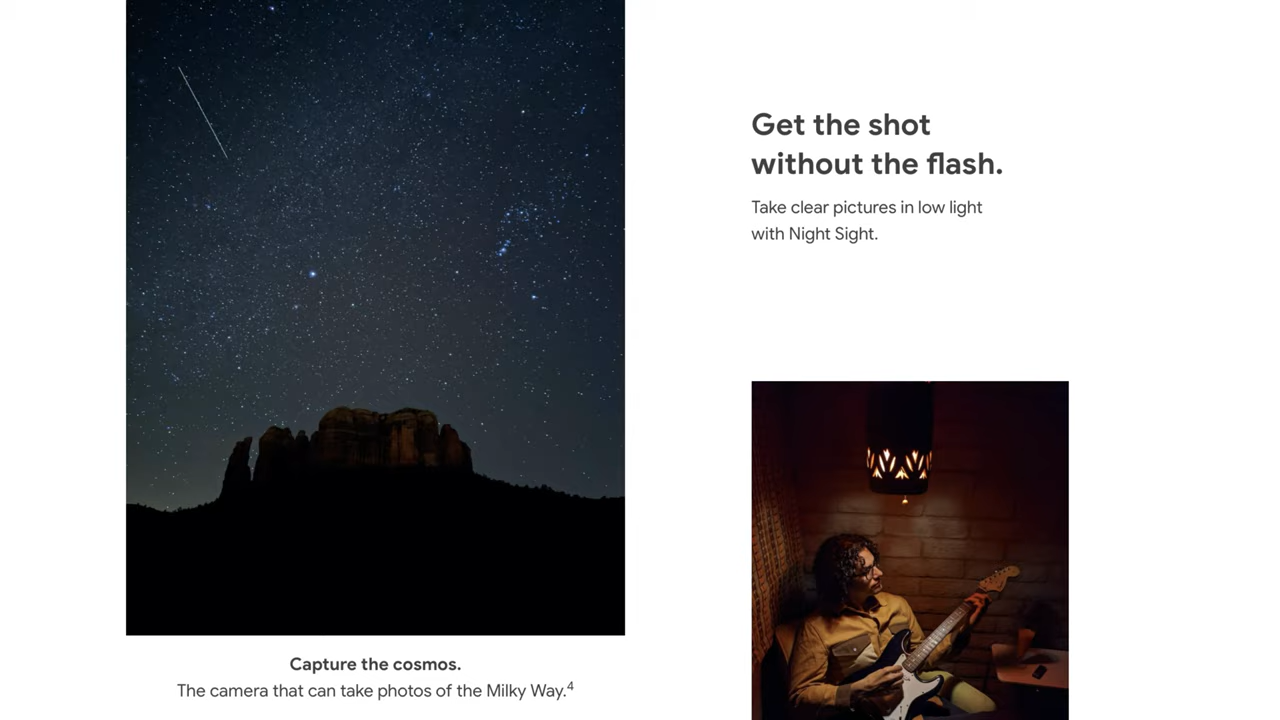 Get the shot
without the flash.
Take clear pictures in low light
with Night Sight.
Capture the cosmos.
The camera that can take photos of the Milky Way.⁴